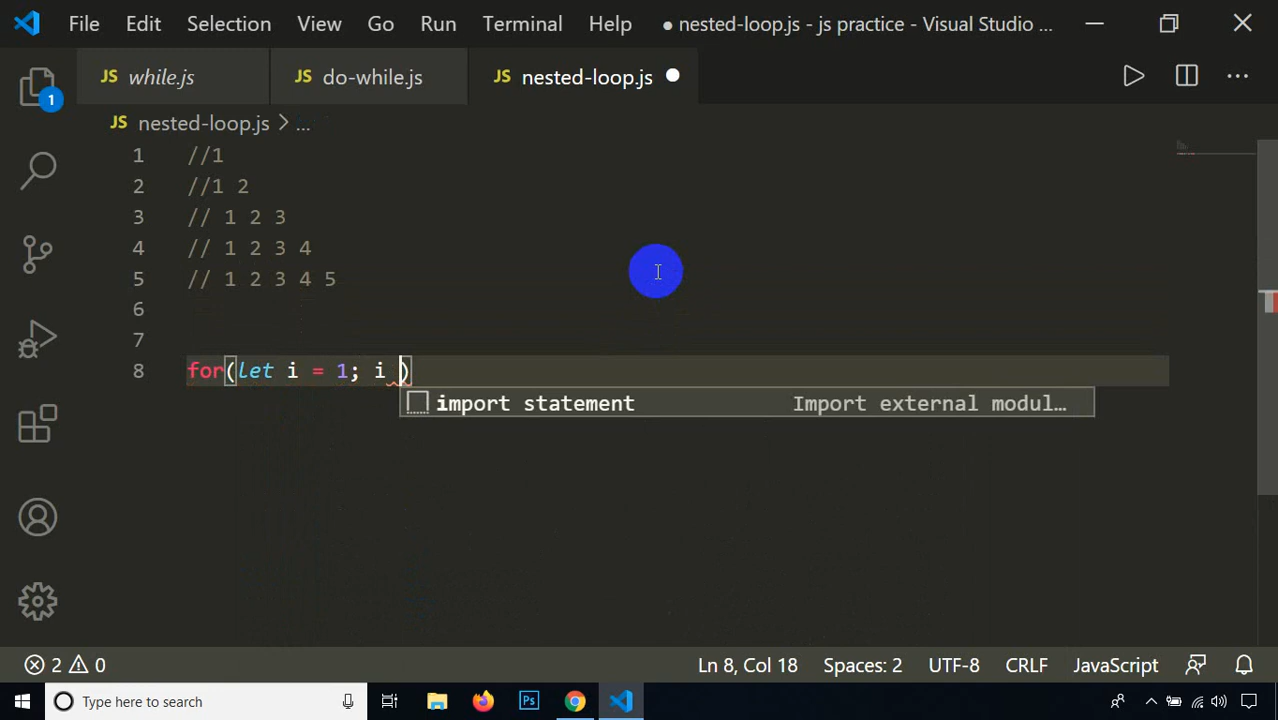 File Edit Selection View Go Run Terminal Help ● nested-loop.js - js practice - Visual Studio ...
JS while.js JS do-while.js JS nested-loop.js
JS nested-loop.js > ...
1 //1
2 //1 2
3 // 1 2 3
4 // 1 2 3 4
5 // 1 2 3 4 5
6
7
8 for(let i = 1; i )
import statement Import external modul...
1
2 0 Ln 8, Col 18 Spaces: 2 UTF-8 CRLF JavaScript
Type here to search Ps